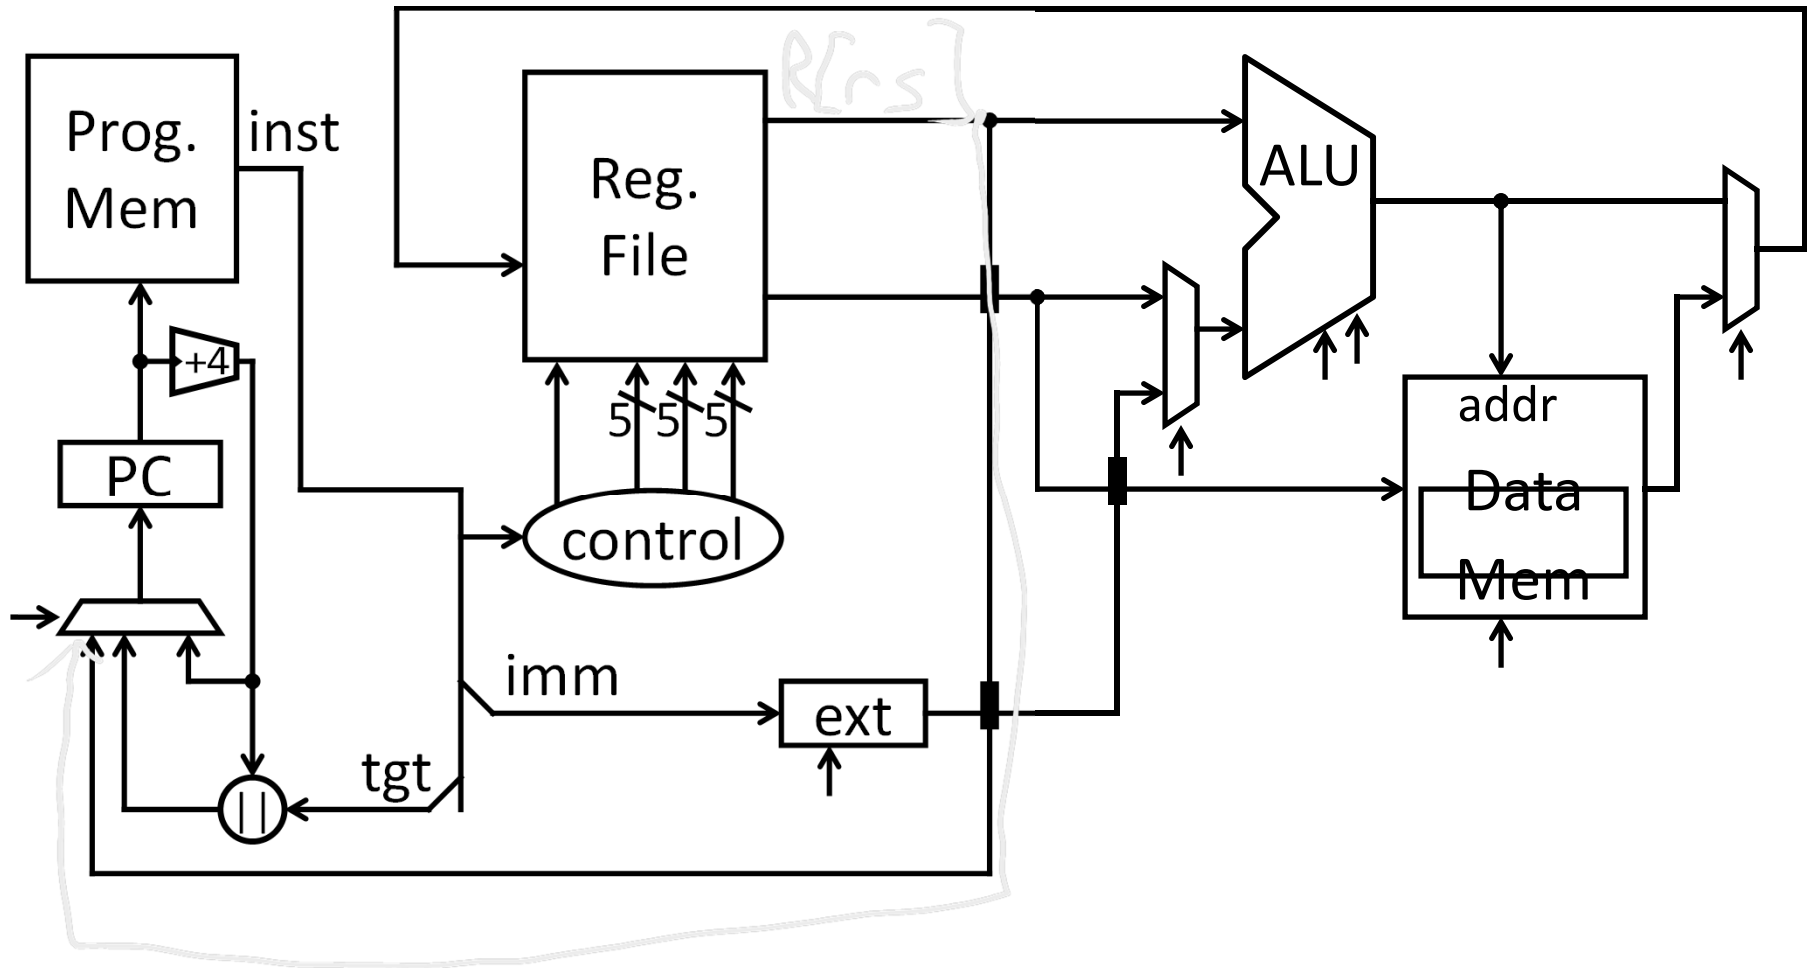 R[rs]
Prog.
Mem
inst
Reg.
File
ALU
+4
5 5 5
addr
PC
Data
Mem
control
imm
ext
tgt
||